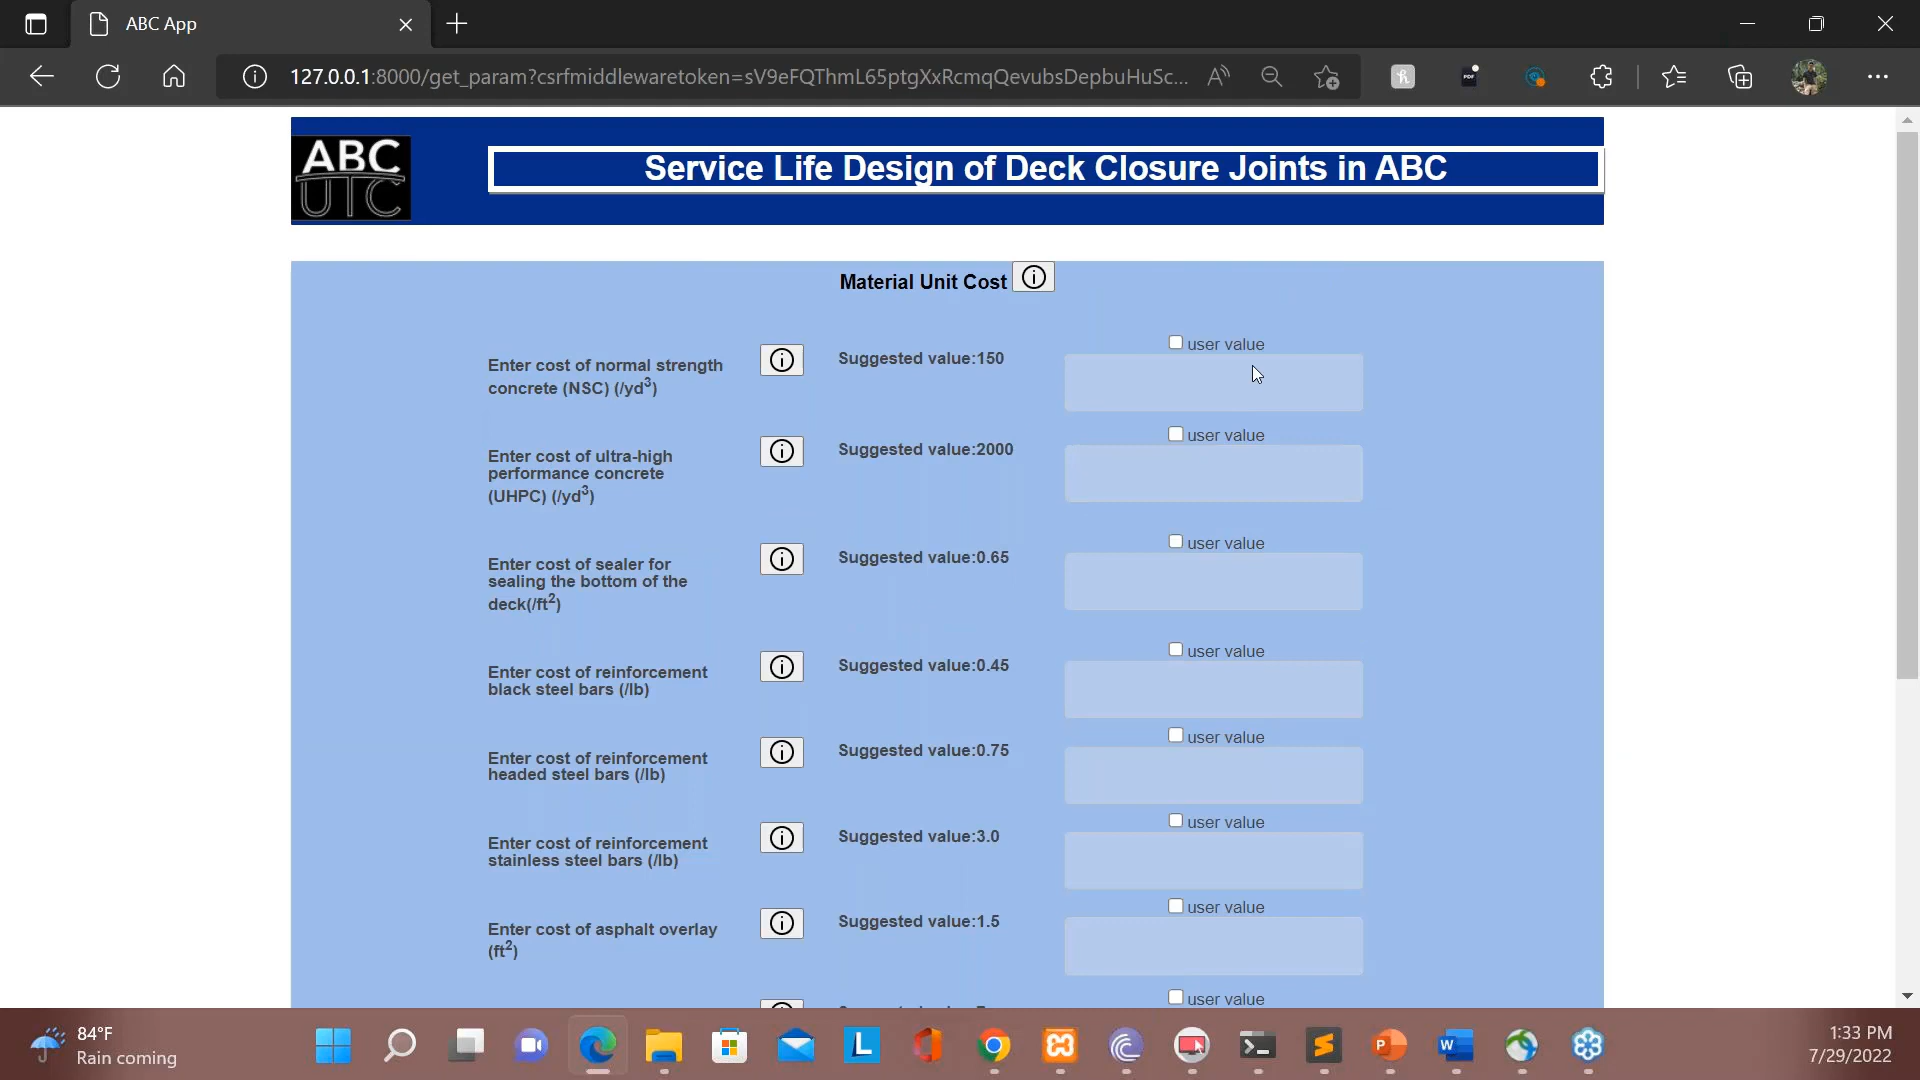 ABC App
127.0.0.1:8000/get_param?csrfmiddlewaretoken=sV9eFQThmL65ptgXxRcmqQevubsDepbuHuSc...
ABC
UTC
Service Life Design of Deck Closure Joints in ABC
Material Unit Cost
user value
Enter cost of normal strength
concrete (NSC) (/yd³)
Suggested value:150
user value
Enter cost of ultra-high
performance concrete
(UHPC) (/yd³)
Suggested value:2000
user value
Enter cost of sealer for
sealing the bottom of the
deck(/ft²)
Suggested value:0.65
user value
Enter cost of reinforcement
black steel bars (/lb)
Suggested value:0.45
user value
Enter cost of reinforcement
headed steel bars (/lb)
Suggested value:0.75
user value
Enter cost of reinforcement
stainless steel bars (/lb)
Suggested value:3.0
user value
Enter cost of asphalt overlay
(ft²)
Suggested value:1.5
user value
84°F
Rain coming
1:33 PM
7/29/2022